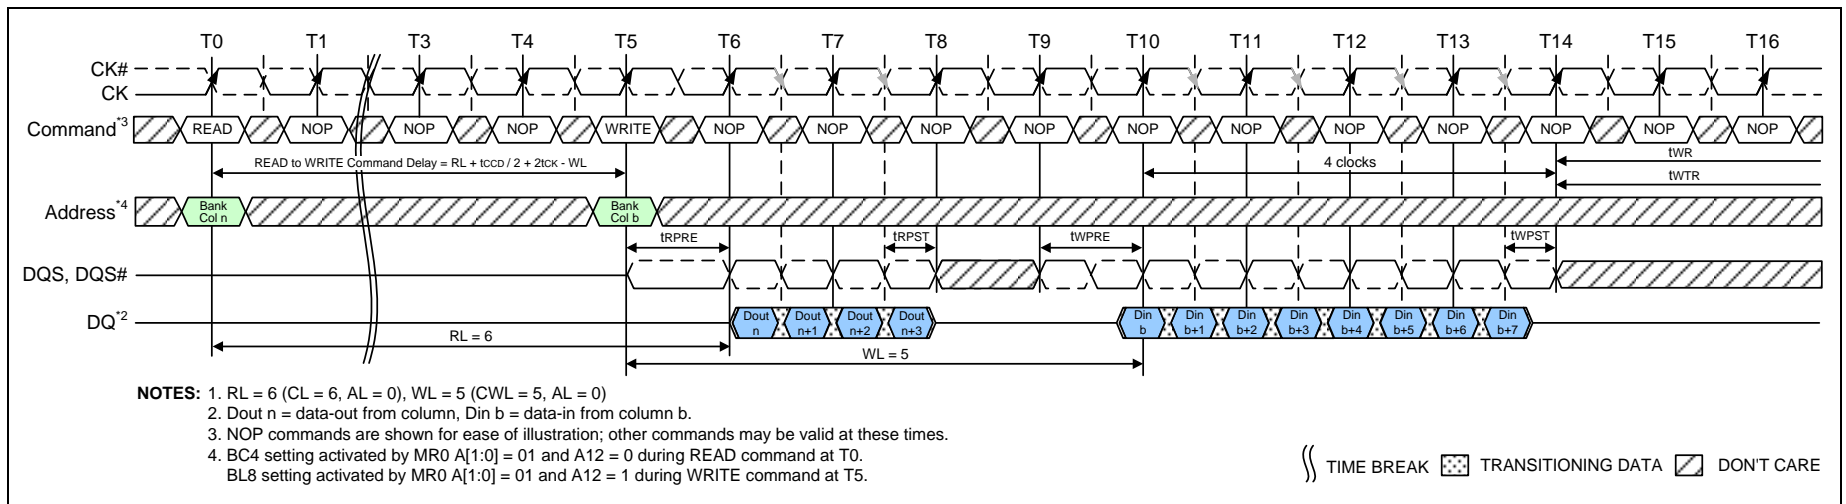 T0 T1 T3 T4 T5 T6 T7 T8 T9 T10 T11 T12 T13 T14 T15 T16
CK#
CK
Command*3 READ NOP NOP NOP WRITE NOP NOP NOP NOP NOP NOP NOP NOP NOP NOP NOP
READ to WRITE Command Delay = RL + tCCD / 2 + 2tCK - WL
4 clocks
tWR
tWTR
Address*4
Bank
Col n
Bank
Col b
tRPRE tRPST tWPRE tWPST
DQS, DQS#
DQ*2
Dout
n
Dout
n+1
Dout
n+2
Dout
n+3
Din
b
Din
b+1
Din
b+2
Din
b+3
Din
b+4
Din
b+5
Din
b+6
Din
b+7
RL = 6
WL = 5
NOTES: 1. RL = 6 (CL = 6, AL = 0), WL = 5 (CWL = 5, AL = 0)
2. Dout n = data-out from column, Din b = data-in from column b.
3. NOP commands are shown for ease of illustration; other commands may be valid at these times.
4. BC4 setting activated by MR0 A[1:0] = 01 and A12 = 0 during READ command at T0.
BL8 setting activated by MR0 A[1:0] = 01 and A12 = 1 during WRITE command at T5.
TIME BREAK TRANSITIONING DATA DON'T CARE